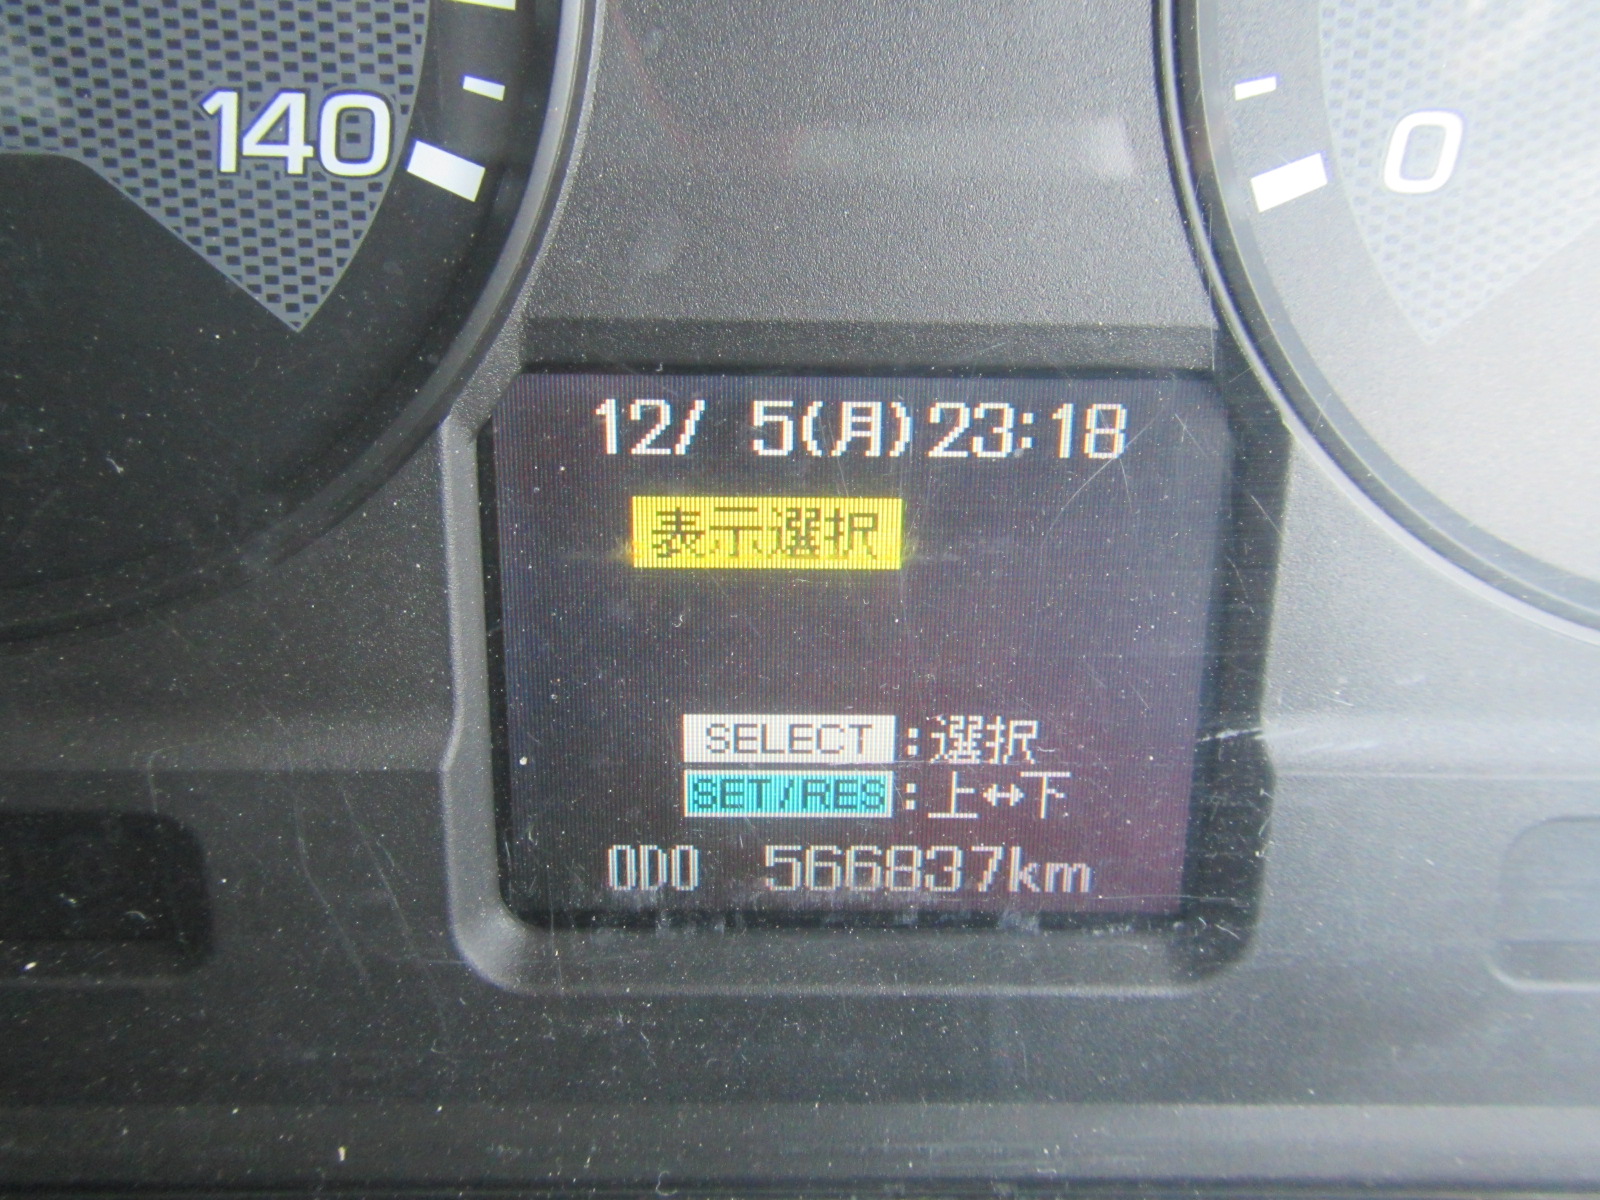 140
0
12/ 5(月)23:18
表示選択
SELECT:選択
SET/RES:上↔下
ODO 566837km